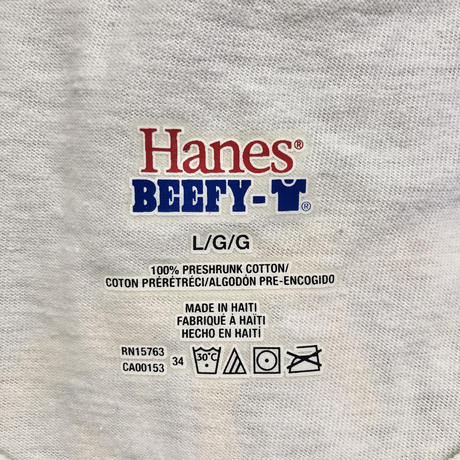 Hanes®
BEEFY-T®
L/G/G
100% PRESHRUNK COTTON/
COTON PRÉRÉTRÉCI/ALGODÓN PRE-ENCOGIDO
MADE IN HAITI
FABRIQUÉ À HAÏTI
HECHO EN HAITÍ
RN15763
CA00153 34 30°C